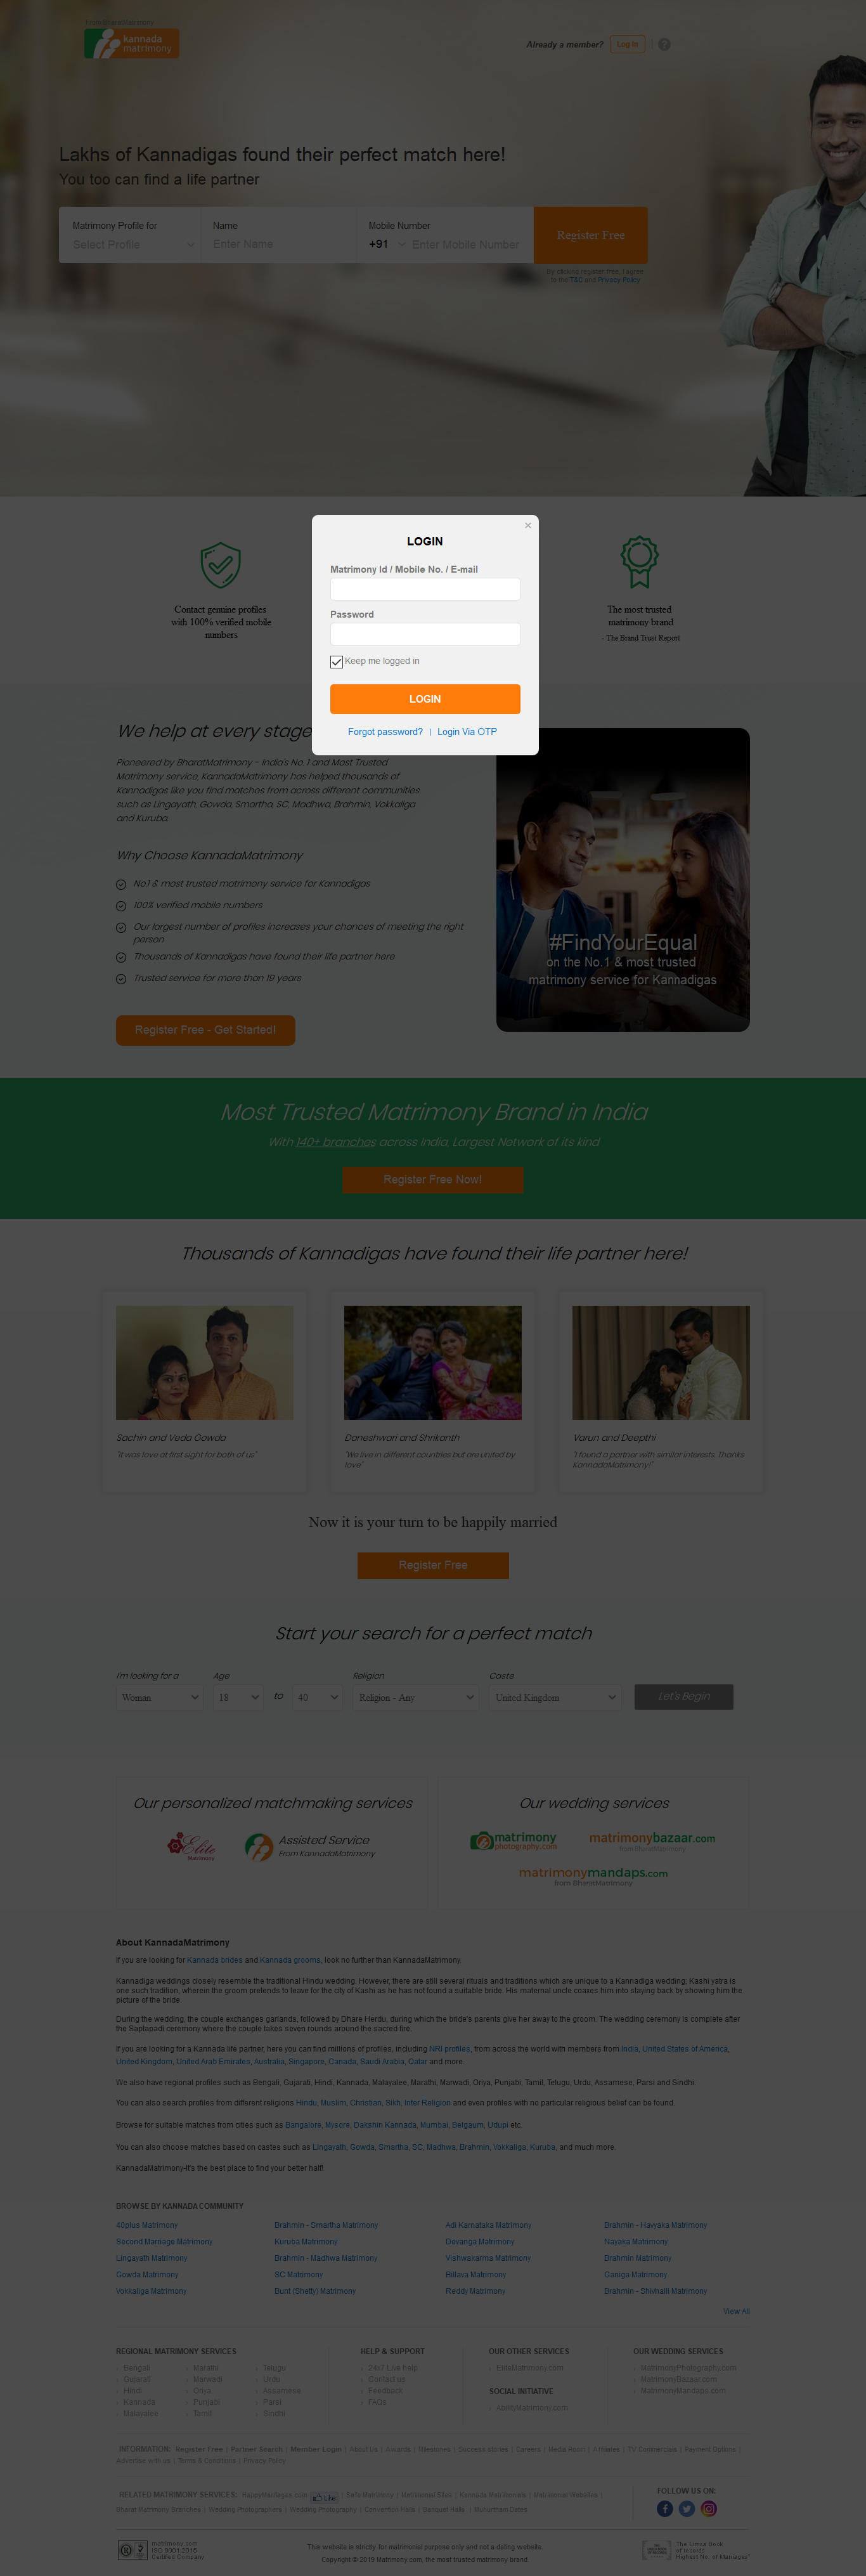 From BharatMatrimony
kannada
matrimony
Already a member? Log In | ?
Lakhs of Kannadigas found their perfect match here!
You too can find a life partner
Matrimony Profile for
Select Profile
Name
Enter Name
Mobile Number
+91 Enter Mobile Number
Register Free
By clicking register free, I agree
to the T&C and Privacy Policy
×
LOGIN
Matrimony Id / Mobile No. / E-mail
Password
Keep me logged in
LOGIN
Forgot password? | Login Via OTP
Contact genuine profiles
with 100% verified mobile
numbers
The most trusted
matrimony brand
- The Brand Trust Report
We help at every stage
Pioneered by BharatMatrimony - India's No. 1 and Most Trusted
Matrimony service, KannadaMatrimony has helped thousands of
Kannadigas like you find matches from across different communities
such as Lingayath, Gowda, Smartha, SC, Madhwa, Brahmin, Vokkaliga
and Kuruba.
Why Choose KannadaMatrimony
No.1 & most trusted matrimony service for Kannadigas
100% verified mobile numbers
Our largest number of profiles increases your chances of meeting the right
person
Thousands of Kannadigas have found their life partner here
Trusted service for more than 19 years
Register Free - Get Started!
#FindYourEqual
on the No.1 & most trusted
matrimony service for Kannadigas
Most Trusted Matrimony Brand in India
With 140+ branches across India, Largest Network of its kind.
Register Free Now!
Thousands of Kannadigas have found their life partner here!
Sachin and Veda Gowda
"It was love at first sight for both of us"
Daneshwari and Shrikanth
"We live in different countries but are united by
love"
Varun and Deepthi
"I found a partner with similar interests. Thanks
KannadaMatrimony!"
Now it is your turn to be happily married
Register Free
Start your search for a perfect match
I'm looking for a
Woman
Age
18 to 40
Religion
Religion - Any
Caste
United Kingdom
Let's Begin
Our personalized matchmaking services
Elite
Matrimony
Assisted Service
From KannadaMatrimony
Our wedding services
matrimony
photography.com
matrimonybazaar.com
from BharatMatrimony
matrimonymandaps.com
from BharatMatrimony
About KannadaMatrimony
If you are looking for Kannada brides and Kannada grooms, look no further than KannadaMatrimony.
Kannadiga weddings closely resemble the traditional Hindu wedding. However, there are still several rituals and traditions which are unique to a Kannadiga wedding; Kashi yatra is
one such tradition, wherein the groom pretends to leave for the city of Kashi as he has not found a suitable bride. His maternal uncle coaxes him into staying back by showing him the
picture of the bride.
During the wedding, the couple exchanges garlands, followed by Dhare Herdu, during which the bride's parents give her away to the groom. The wedding ceremony is complete after
the Saptapadi ceremony where the couple takes seven rounds around the sacred fire.
If you are looking for a Kannada life partner, here you can find millions of profiles, including NRI profiles, from across the world with members from India, United States of America,
United Kingdom, United Arab Emirates, Australia, Singapore, Canada, Saudi Arabia, Qatar and more.
We also have regional profiles such as Bengali, Gujarati, Hindi, Kannada, Malayalee, Marathi, Marwadi, Oriya, Punjabi, Tamil, Telugu, Urdu, Assamese, Parsi and Sindhi.
You can also search profiles from different religions Hindu, Muslim, Christian, Sikh, Inter Religion and even profiles with no particular religious belief can be found.
Browse for suitable matches from cities such as Bangalore, Mysore, Dakshin Kannada, Mumbai, Belgaum, Udupi etc.
You can also choose matches based on castes such as Lingayath, Gowda, Smartha, SC, Madhwa, Brahmin, Vokkaliga, Kuruba, and much more.
KannadaMatrimony-It's the best place to find your better half!
BROWSE BY KANNADA COMMUNITY
40plus Matrimony
Brahmin - Smartha Matrimony
Adi Karnataka Matrimony
Brahmin - Havyaka Matrimony
Second Marriage Matrimony
Kuruba Matrimony
Devanga Matrimony
Nayaka Matrimony
Lingayath Matrimony
Brahmin - Madhwa Matrimony
Vishwakarma Matrimony
Brahmin Matrimony
Gowda Matrimony
SC Matrimony
Billava Matrimony
Ganiga Matrimony
Vokkaliga Matrimony
Bunt (Shetty) Matrimony
Reddy Matrimony
Brahmin - Shivhalli Matrimony
View All
REGIONAL MATRIMONY SERVICES
Bengali
Gujarati
Hindi
Kannada
Malayalee
Marathi
Marwadi
Oriya
Punjabi
Tamil
Telugu
Urdu
Assamese
Parsi
Sindhi
HELP & SUPPORT
24x7 Live help
Contact us
Feedback
FAQs
OUR OTHER SERVICES
EliteMatrimony.com
SOCIAL INITIATIVE
AbilityMatrimony.com
OUR WEDDING SERVICES
MatrimonyPhotography.com
MatrimonyBazaar.com
MatrimonyMandaps.com
INFORMATION: Register Free | Partner Search | Member Login | About Us | Awards | Milestones | Success stories | Careers | Media Room | Affiliates | TV Commercials | Payment Options |
Advertise with us | Terms & Conditions | Privacy Policy
RELATED MATRIMONY SERVICES: happyMarriages.com Like | Safe Matrimony | Matrimonial Sites | Kannada Matrimonials | Matrimonial Websites |
Bharat Matrimony Branches | Wedding Photographers | Wedding Photography | Convention Halls | Banquet Halls | Muhurtham Dates
FOLLOW US ON:
matrimony.com
ISO 9001:2015
Certified Company
This website is strictly for matrimonial purpose only and not a dating website.
Copyright © 2019 Matrimony.com, the most trusted matrimony brand.
The Limca Book
of records
Highest No. of Marriages*